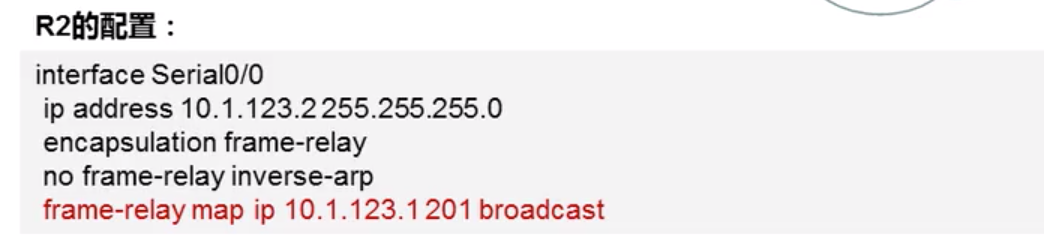 R2的配置：
interface Serial0/0
ip address 10.1.123.2 255.255.255.0
encapsulation frame-relay
no frame-relay inverse-arp
frame-relay map ip 10.1.123.1 201 broadcast